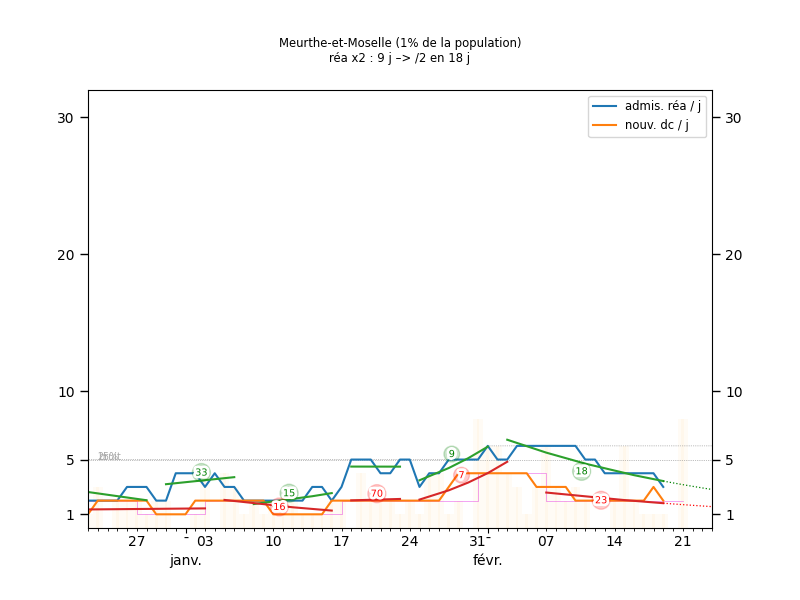 Meurthe-et-Moselle (1% de la population)
réa x2 : 9 j –> /2 en 18 j
admis. réa / j
nouv. dc / j
30 30
20 20
10 10
5 5
1 1
33
15
16
70
9
7
18
23
27 - 03 10 17 24 31 - 07 14 21
janv. févr.